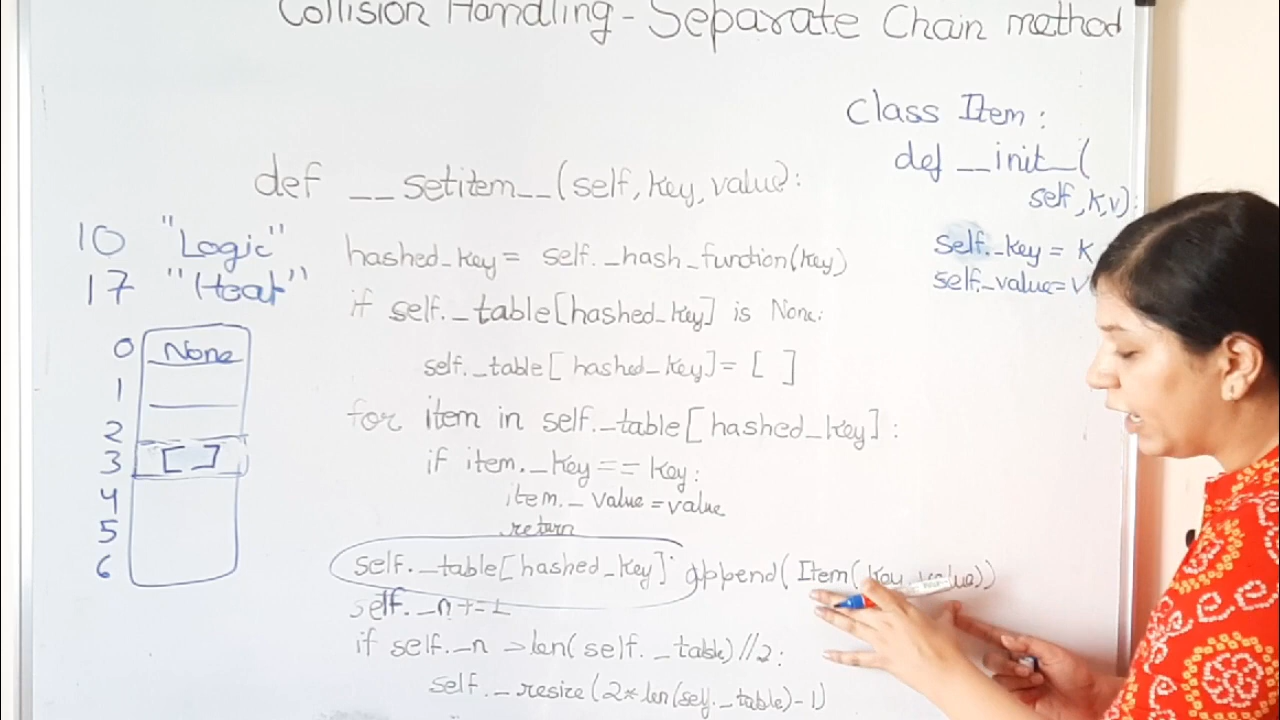 Collision Handling - Separate Chain method
class Item:
def __init__(
self, k, v):
self._key = k
self._value = v
def __setitem__(self, key, value):
10 "Logic"
17 "Heat"
hashed_key = self._hash_function(key)
if self._table[hashed_key] is None:
self._table[hashed_key] = [ ]
for item in self._table[hashed_key]:
if item._key == key:
item._value = value
return
self._table[hashed_key].append(Item(key, value))
self._n += 1
if self._n > len(self._table)//2:
self._resize(2*len(self._table)-1)
0 None
1
2
3 [ ]
4
5
6